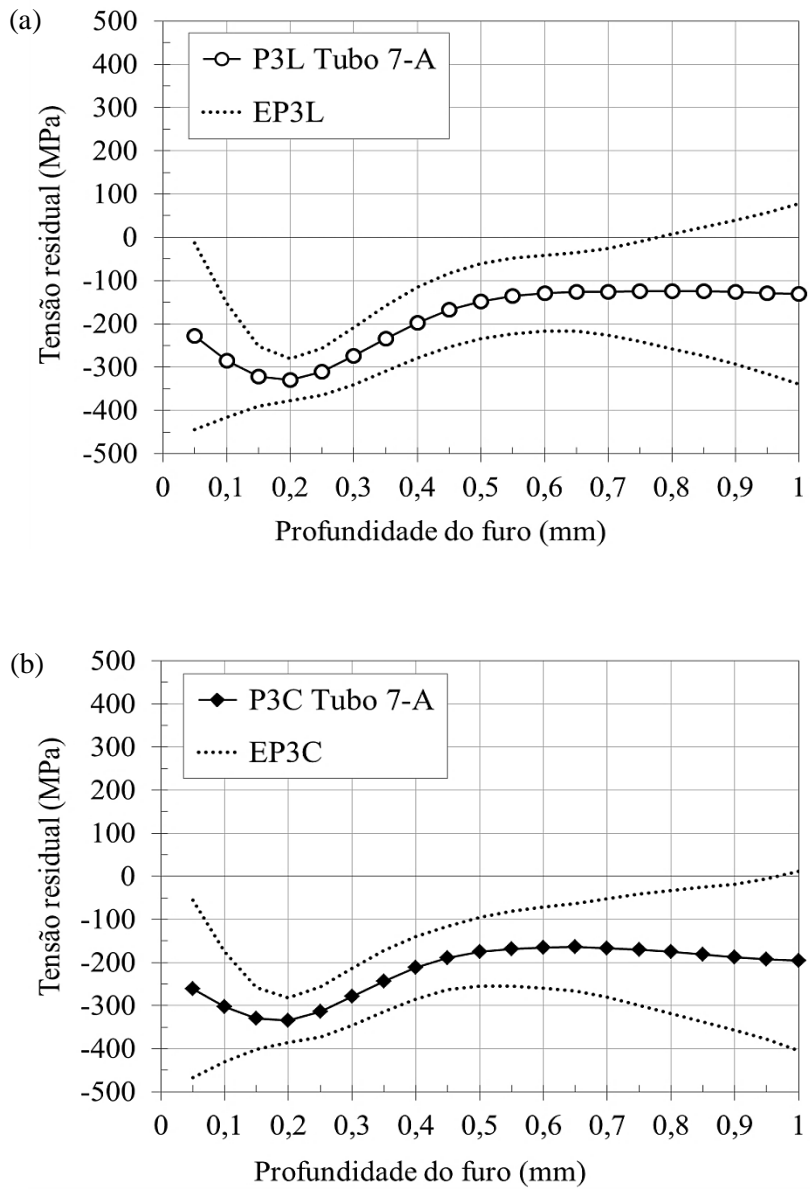 (a)
500
400
300
200
100
0
-100
-200
-300
-400
-500
Tensão residual (MPa)
P3L Tubo 7-A
EP3L
0 0,1 0,2 0,3 0,4 0,5 0,6 0,7 0,8 0,9 1
Profundidade do furo (mm)
(b)
500
400
300
200
100
0
-100
-200
-300
-400
-500
Tensão residual (MPa)
P3C Tubo 7-A
EP3C
0 0,1 0,2 0,3 0,4 0,5 0,6 0,7 0,8 0,9 1
Profundidade do furo (mm)